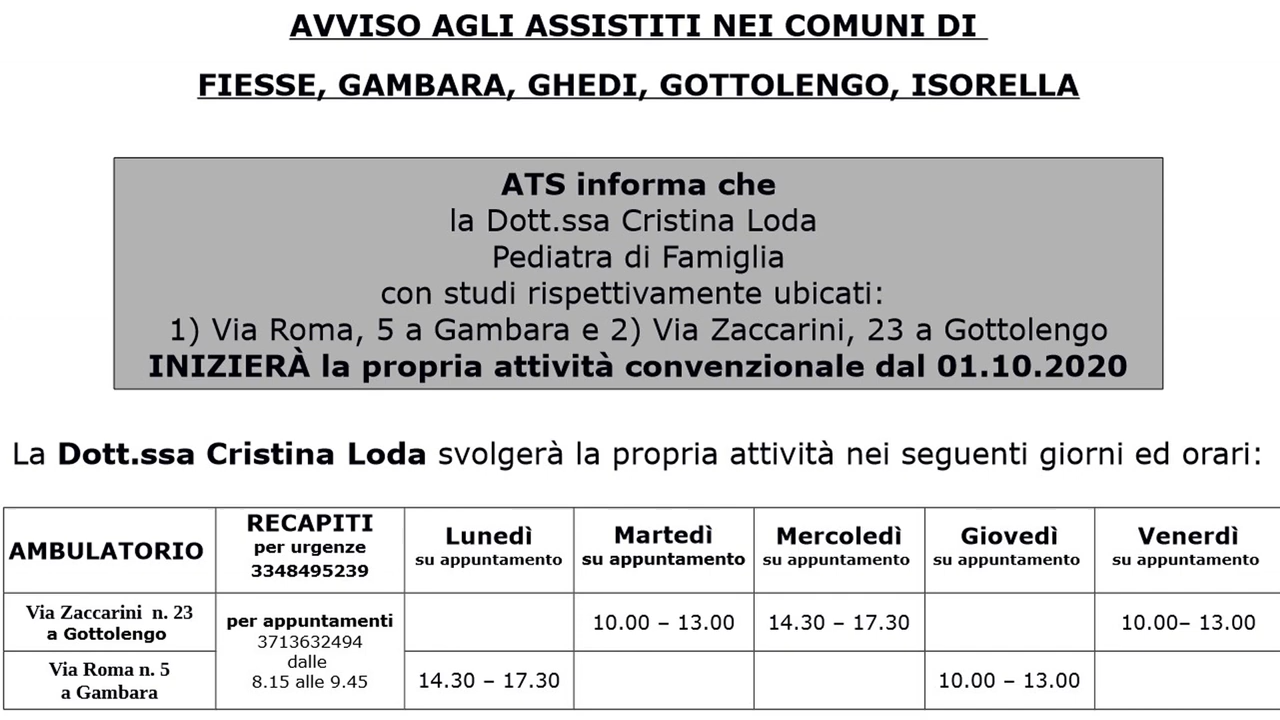 AVVISO AGLI ASSISTITI NEI COMUNI DI
FIESSE, GAMBARA, GHEDI, GOTTOLENGO, ISORELLA
ATS informa che
la Dott.ssa Cristina Loda
Pediatra di Famiglia
con studi rispettivamente ubicati:
1) Via Roma, 5 a Gambara e 2) Via Zaccarini, 23 a Gottolengo
INIZIERÀ la propria attività convenzionale dal 01.10.2020
La Dott.ssa Cristina Loda svolgerà la propria attività nei seguenti giorni ed orari:
AMBULATORIO
RECAPITI
per urgenze
3348495239
Lunedì
su appuntamento
Martedì
su appuntamento
Mercoledì
su appuntamento
Giovedì
su appuntamento
Venerdì
su appuntamento
Via Zaccarini n. 23
a Gottolengo
per appuntamenti
3713632494
dalle
8.15 alle 9.45
10.00 – 13.00
14.30 – 17.30
10.00– 13.00
Via Roma n. 5
a Gambara
14.30 – 17.30
10.00 – 13.00